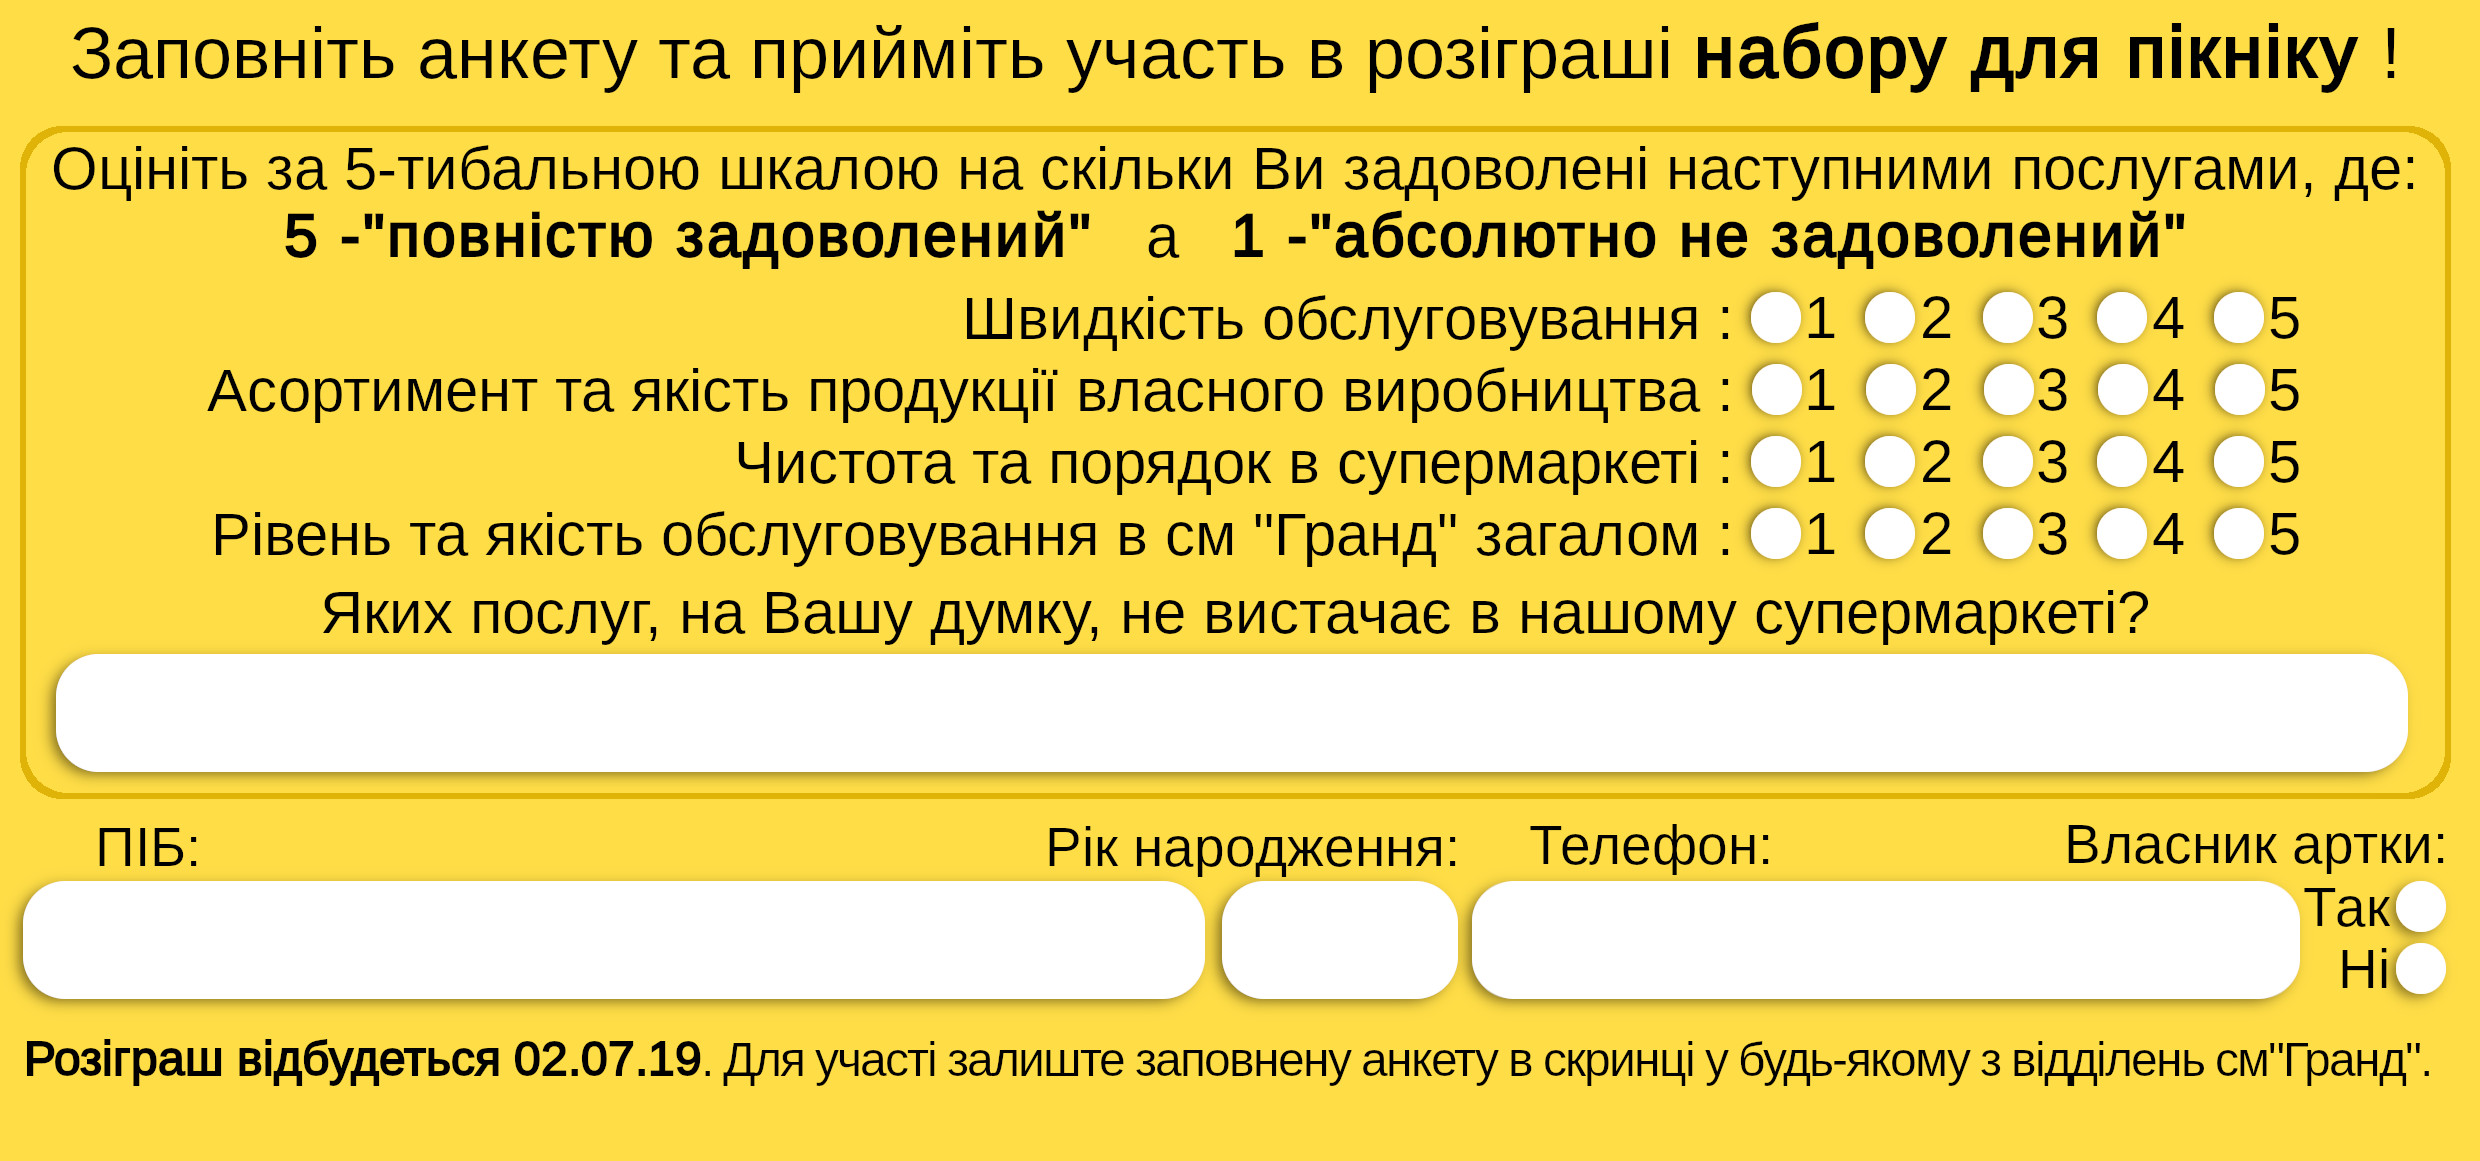 Заповніть анкету та прийміть участь в розіграші набору для пікніку !
Оцініть за 5-тибальною шкалою на скільки Ви задоволені наступними послугами, де:
5 -"повністю задоволений" а 1 -"абсолютно не задоволений"
Швидкість обслуговування : 1 2 3 4 5
Асортимент та якість продукції власного виробництва : 1 2 3 4 5
Чистота та порядок в супермаркеті : 1 2 3 4 5
Рівень та якість обслуговування в см "Гранд" загалом : 1 2 3 4 5
Яких послуг, на Вашу думку, не вистачає в нашому супермаркеті?
ПІБ: Рік народження: Телефон: Власник артки:
Так
Ні
Розіграш відбудеться 02.07.19. Для участі залиште заповнену анкету в скринці у будь-якому з відділень см"Гранд".